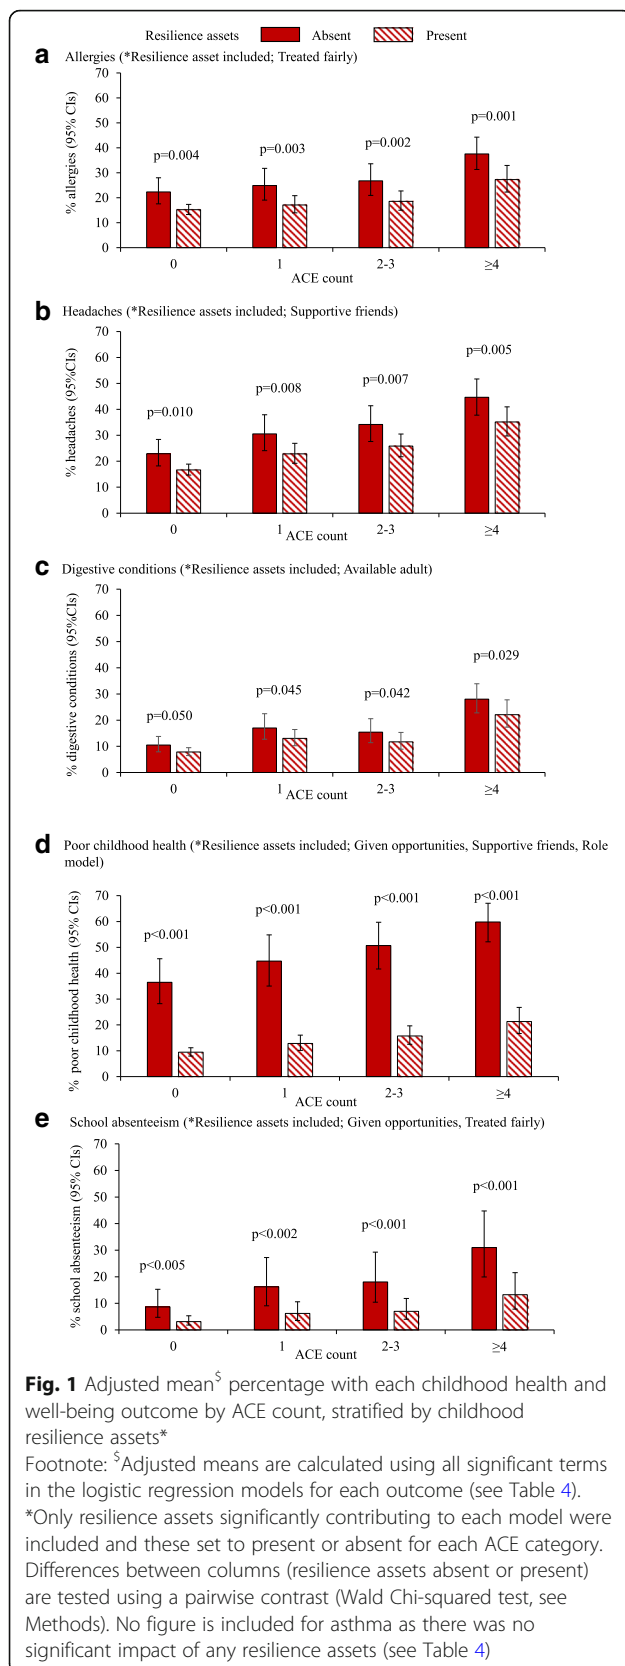 Resilience assets Absent Present
a Allergies (*Resilience asset included; Treated fairly)
% allergies (95% CIs)
70
60
50
40
30
20
10
0
p=0.004
p=0.003
p=0.002
p=0.001
0 1 2-3 ≥4
ACE count
b Headaches (*Resilience assets included; Supportive friends)
% headaches (95%CIs)
70
60
50
40
30
20
10
0
p=0.010
p=0.008
p=0.007
p=0.005
0 1 2-3 ≥4
ACE count
c Digestive conditions (*Resilience assets included; Available adult)
% digestive conditions (95%CIs)
70
60
50
40
30
20
10
0
p=0.050
p=0.045
p=0.042
p=0.029
0 1 2-3 ≥4
ACE count
d Poor childhood health (*Resilience assets included; Given opportunities, Supportive friends, Role
model)
% poor childhood health (95% CIs)
70
60
50
40
30
20
10
0
p<0.001
p<0.001
p<0.001
p<0.001
0 1 2-3 ≥4
ACE count
e School absenteeism (*Resilience assets included; Given opportunities, Treated fairly)
% school absenteeism (95% CIs)
70
60
50
40
30
20
10
0
p<0.005
p<0.002
p<0.001
p<0.001
0 1 2-3 ≥4
ACE count
Fig. 1 Adjusted mean$ percentage with each childhood health and
well-being outcome by ACE count, stratified by childhood
resilience assets*
Footnote: $Adjusted means are calculated using all significant terms
in the logistic regression models for each outcome (see Table 4).
*Only resilience assets significantly contributing to each model were
included and these set to present or absent for each ACE category.
Differences between columns (resilience assets absent or present)
are tested using a pairwise contrast (Wald Chi-squared test, see
Methods). No figure is included for asthma as there was no
significant impact of any resilience assets (see Table 4)